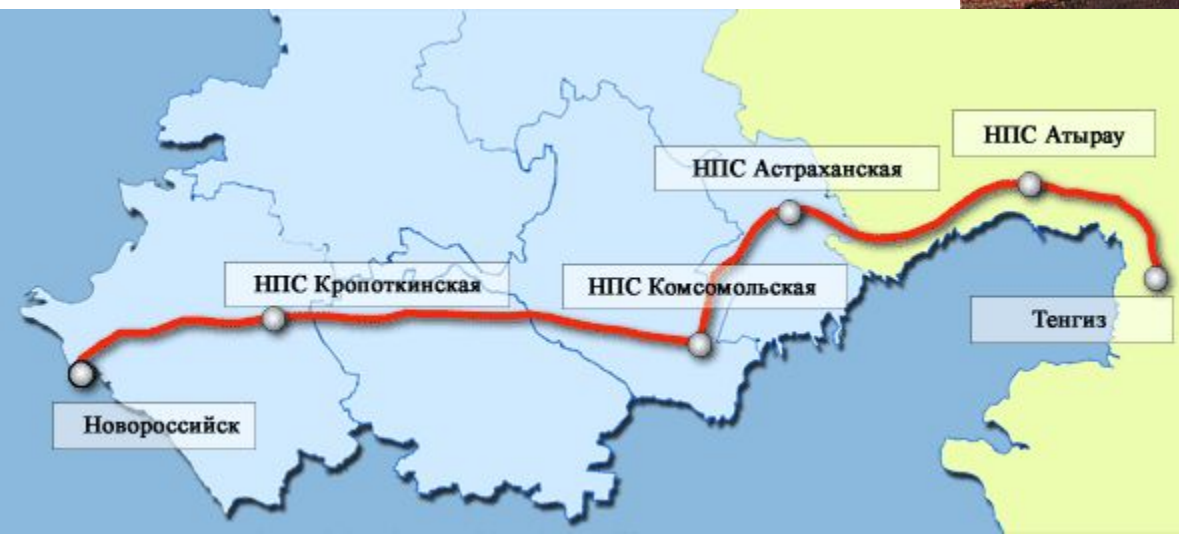 НПС Атырау
НПС Астраханская
НПС Кропоткинская
НПС Комсомольская
Тенгиз
Новороссийск